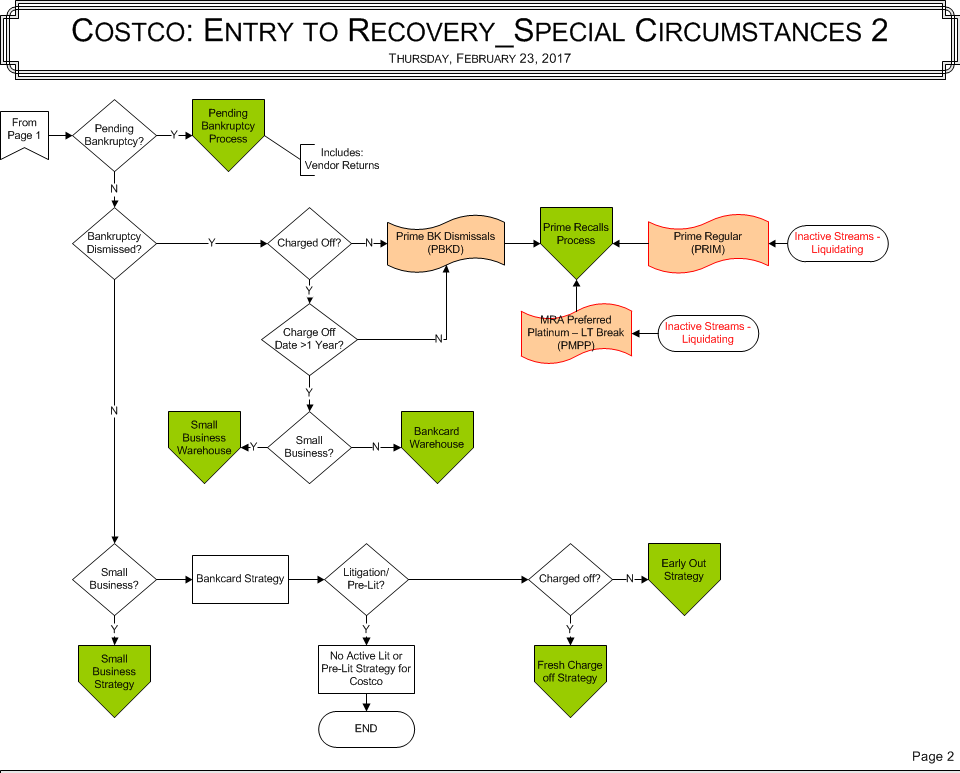 COSTCO: ENTRY TO RECOVERY_SPECIAL CIRCUMSTANCES 2
THURSDAY, FEBRUARY 23, 2017
From
Page 1
Pending
Bankruptcy?
Y
Pending
Bankruptcy
Process
Includes:
Vendor Returns
N
Bankruptcy
Dismissed?
Y
Charged Off?
N
Prime BK Dismissals
(PBKD)
Prime Recalls
Process
Prime Regular
(PRIM)
Inactive Streams -
Liquidating
Y
Charge Off
Date >1 Year?
N
MRA Preferred
Platinum – LT Break
(PMPP)
Inactive Streams -
Liquidating
Y
N
Small
Business
Warehouse
Y
Small
Business?
N
Bankcard
Warehouse
Small
Business?
Bankcard Strategy
Litigation/
Pre-Lit?
Charged off?
N
Early Out
Strategy
Y
Y
Y
Small
Business
Strategy
No Active Lit or
Pre-Lit Strategy for
Costco
Fresh Charge
off Strategy
END
Page 2